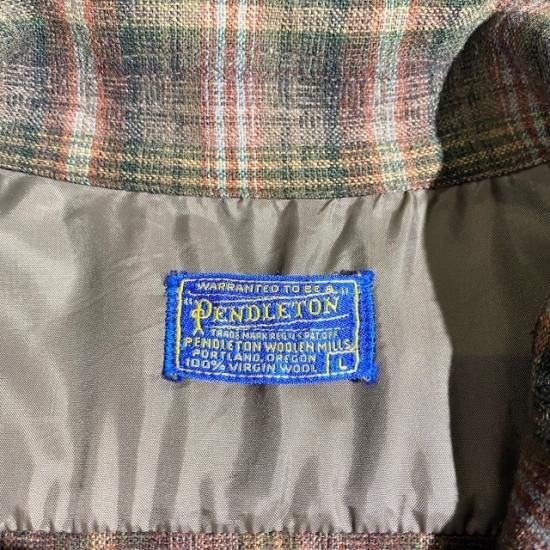 WARRANTED TO BE A
"PENDLETON"
TRADE MARK REG. U.S. PAT. OFF.
PENDLETON WOOLEN MILLS
PORTLAND, OREGON
100% VIRGIN WOOL
L